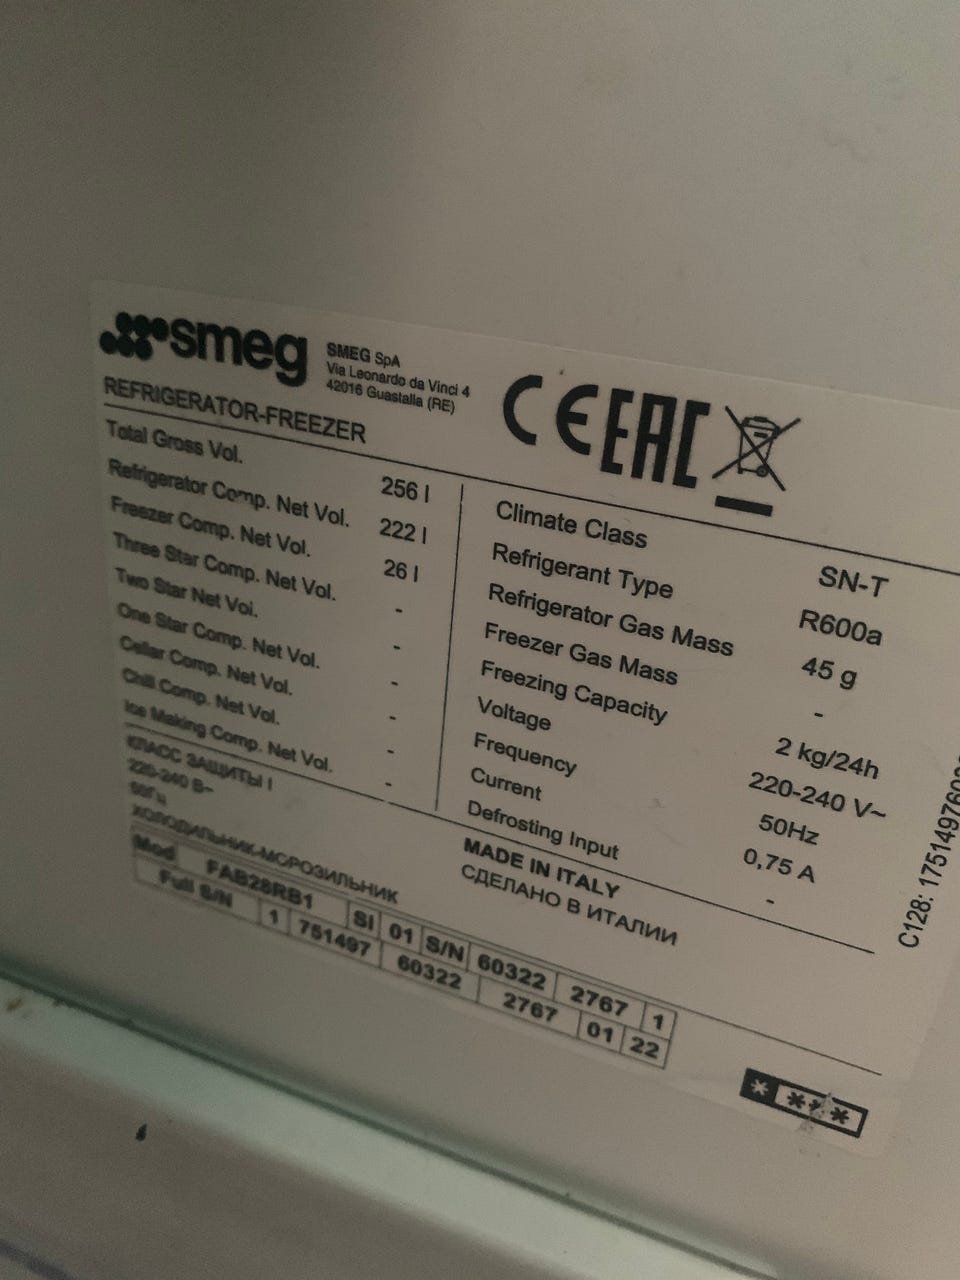 smeg
SMEG SpA
Via Leonardo da Vinci 4
42016 Guastalla (RE)
CE EAC
REFRIGERATOR-FREEZER
Total Gross Vol. 256 l
Refrigerator Comp. Net Vol. 222 l
Freezer Comp. Net Vol. 26 l
Three Star Comp. Net Vol. -
Two Star Net Vol. -
One Star Comp. Net Vol. -
Cellar Comp. Net Vol. -
Chill Comp. Net Vol. -
Ice Making Comp. Net Vol. -
Climate Class SN-T
Refrigerant Type R600a
Refrigerator Gas Mass 45 g
Freezer Gas Mass -
Freezing Capacity 2 kg/24h
Voltage 220-240 V~
Frequency 50Hz
Current 0,75 A
Defrosting Input -
КЛАСС ЗАЩИТЫ I
220-240 В~
50Гц
ХОЛОДИЛЬНИК-МОРОЗИЛЬНИК
MADE IN ITALY
СДЕЛАНО В ИТАЛИИ
Mod FAB28RB1 SI 01 S/N 60322 2767 1
Full S/N 1 751497 60322 2767 01 22
* ***
C128: